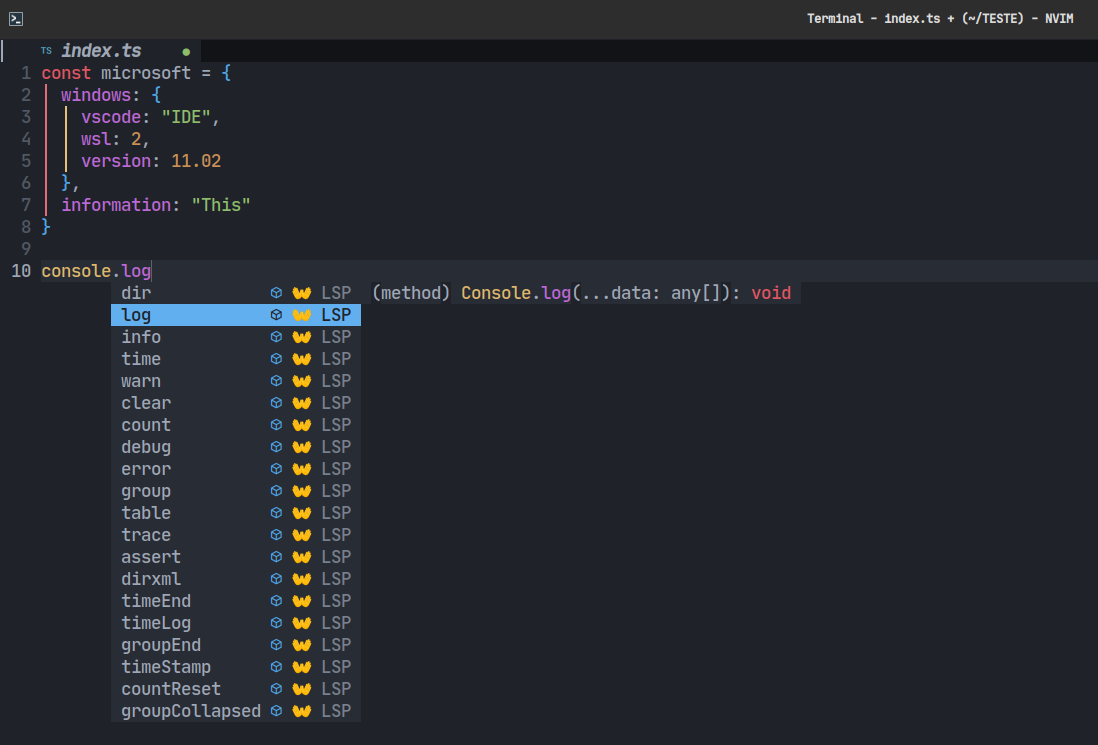 Terminal - index.ts + (~/TESTE) - NVIM
TS index.ts
1 const microsoft = {
2 windows: {
3 vscode: "IDE",
4 wsl: 2,
5 version: 11.02
6 },
7 information: "This"
8 }
9
10 console.log
dir LSP (method) Console.log(...data: any[]): void
log LSP
info LSP
time LSP
warn LSP
clear LSP
count LSP
debug LSP
error LSP
group LSP
table LSP
trace LSP
assert LSP
dirxml LSP
timeEnd LSP
timeLog LSP
groupEnd LSP
timeStamp LSP
countReset LSP
groupCollapsed LSP